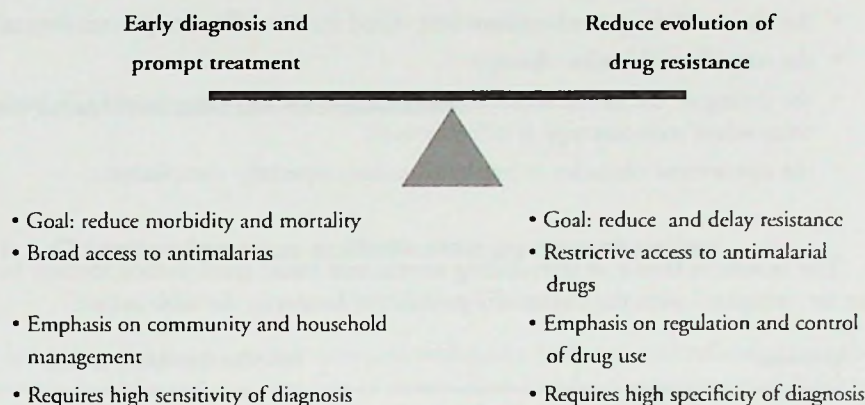 Early diagnosis and
prompt treatment
Reduce evolution of
drug resistance
• Goal: reduce morbidity and mortality
• Broad access to antimalarias
• Emphasis on community and household
management
• Requires high sensitivity of diagnosis
• Goal: reduce and delay resistance
• Restrictive access to antimalarial
drugs
• Emphasis on regulation and control
of drug use
• Requires high specificity of diagnosis